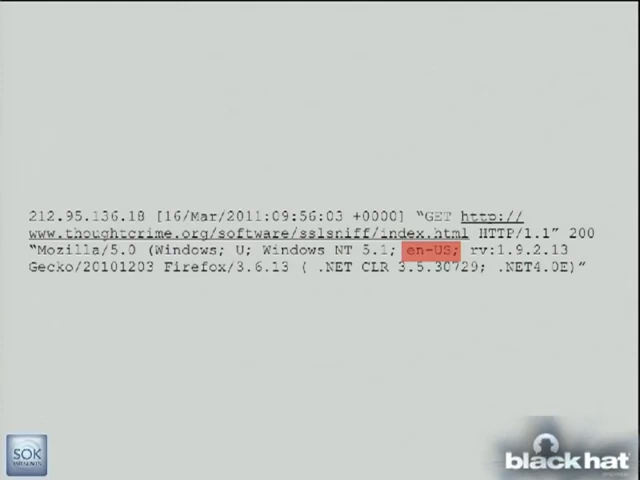 212.95.136.18 [16/Mar/2011:09:56:03 +0000] “GET http://
www.thoughtcrime.org/software/sslsniff/index.html HTTP/1.1” 200
“Mozilla/5.0 (Windows; U; Windows NT 5.1; en-US; rv:1.9.2.13
Gecko/20101203 Firefox/3.6.13 ( .NET CLR 3.5.30729; .NET4.0E)“
SOK
black hat